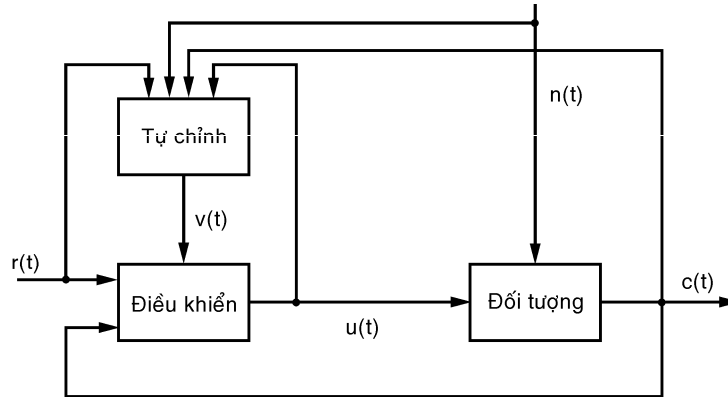 n(t)
Tự chỉnh
v(t)
r(t)
Điều khiển
u(t)
Đối tượng
c(t)